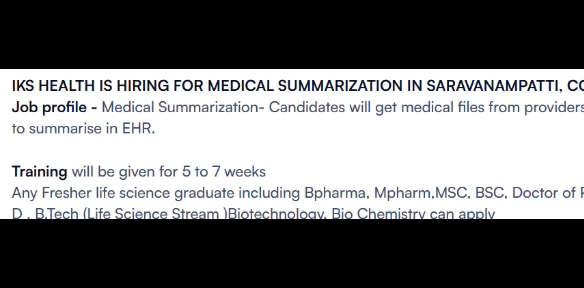 IKS HEALTH IS HIRING FOR MEDICAL SUMMARIZATION IN SARAVANAMPATTI,
Job profile - Medical Summarization- Candidates will get medical files from providers
to summarise in EHR.
Training will be given for 5 to 7 weeks
Any Fresher life science graduate including Bpharma, Mpharm,MSC, BSC, Doctor of
D , B.Tech (Life Science Stream )Biotechnology, Bio Chemistry can apply